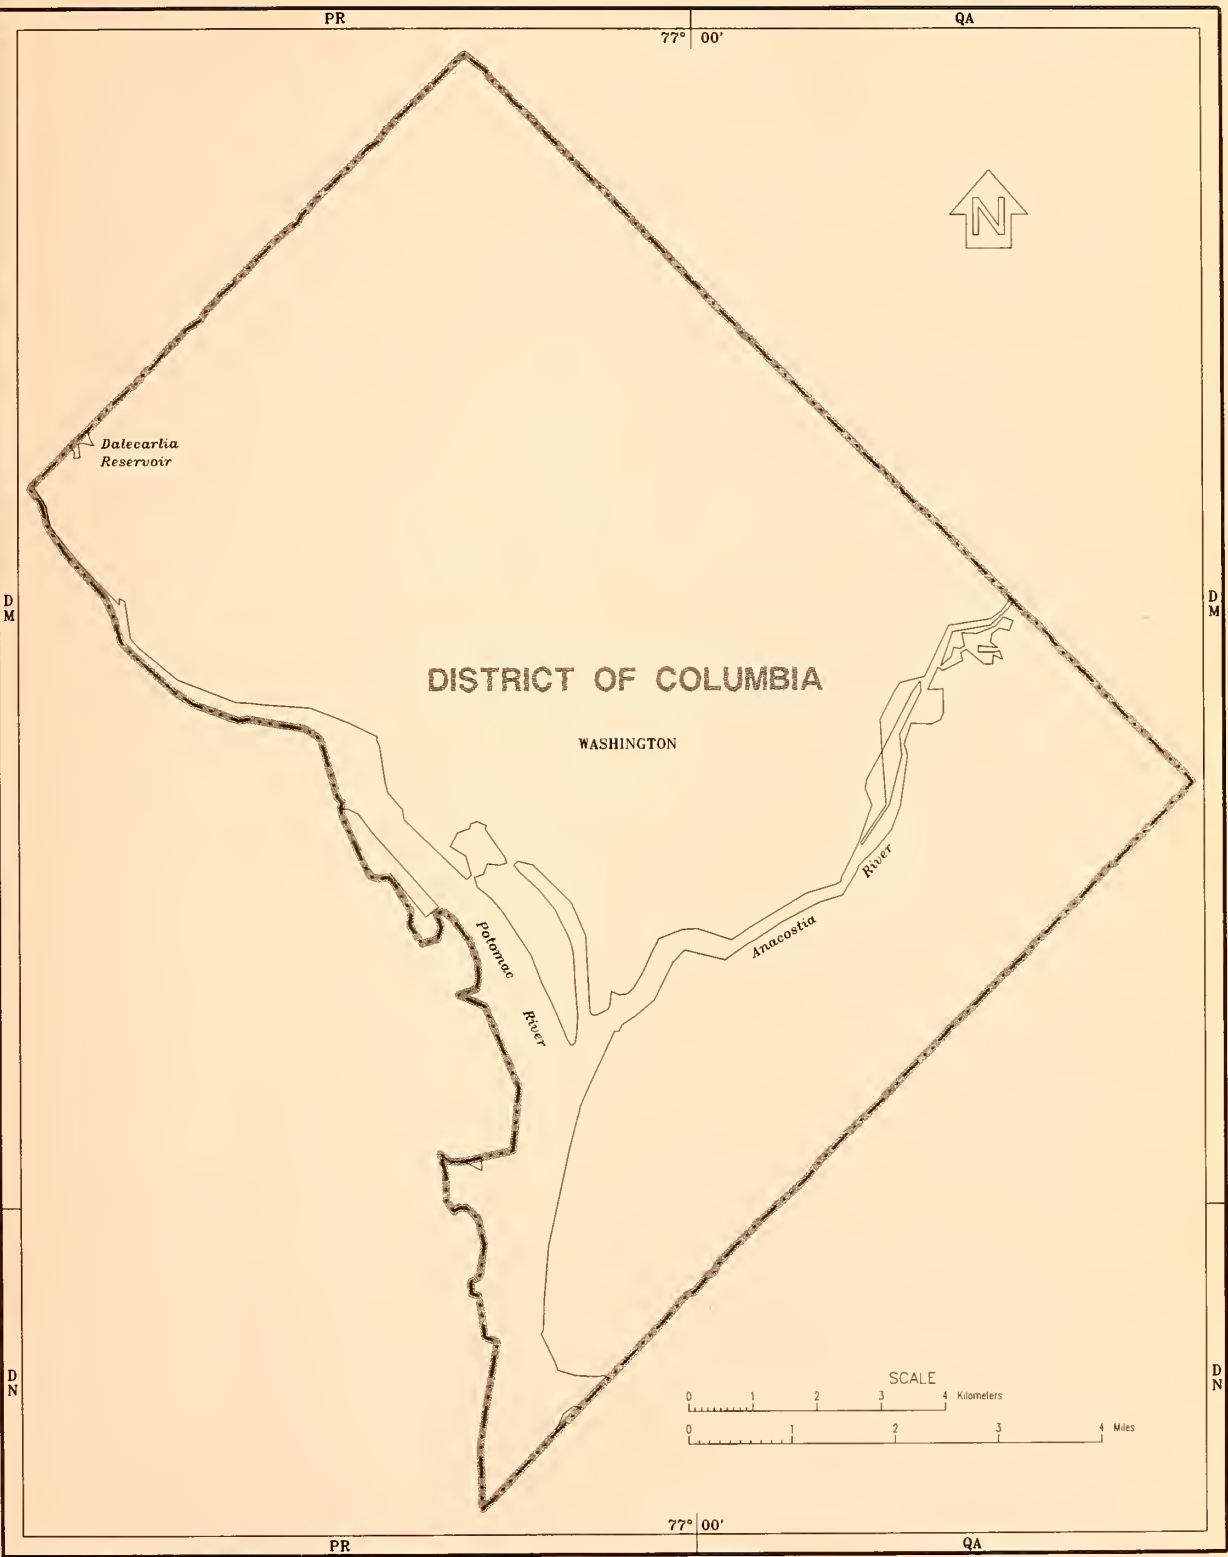 PR
QA
77° 00'
N
Dalecarlia
Reservoir
D
M
D
M
DISTRICT OF COLUMBIA
WASHINGTON
River
Anacostia
Potomac
River
D
N
D
N
SCALE
0 1 2 3 4 Kilometers
0 1 2 3 4 Miles
77° 00'
PR
QA